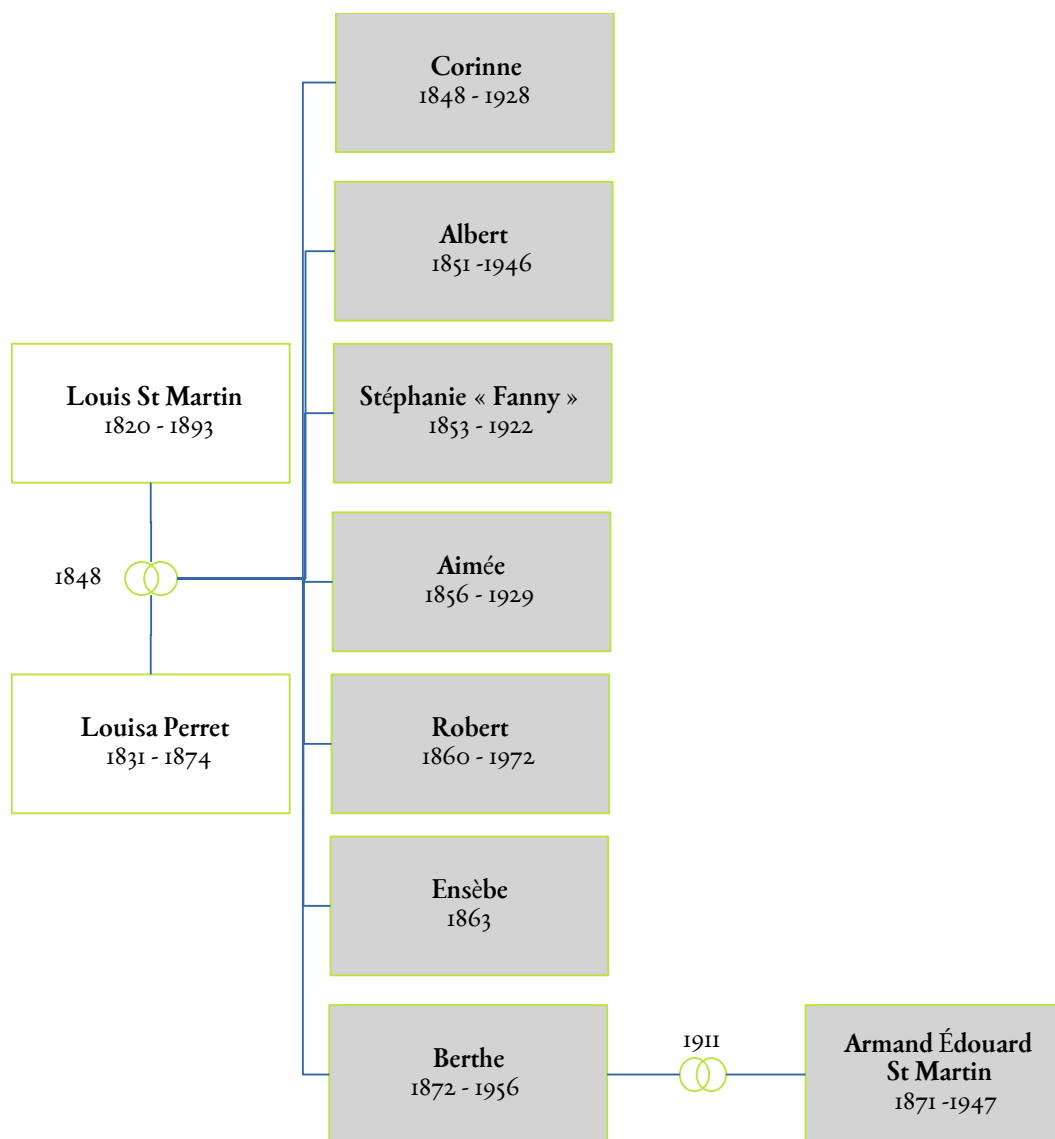 Corinne
1848 - 1928
Albert
1851 -1946
Louis St Martin
1820 - 1893
Stéphanie « Fanny »
1853 - 1922
1848
Aimée
1856 - 1929
Louisa Perret
1831 - 1874
Robert
1860 - 1972
Ensèbe
1863
Berthe
1872 - 1956
1911
Armand Édouard
St Martin
1871 -1947